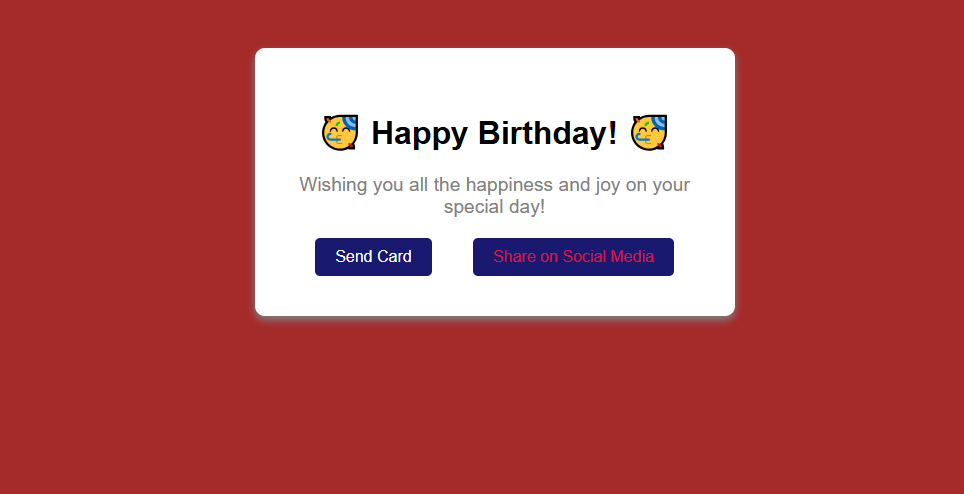 🥳 Happy Birthday! 🥳
Wishing you all the happiness and joy on your
special day!
Send Card
Share on Social Media